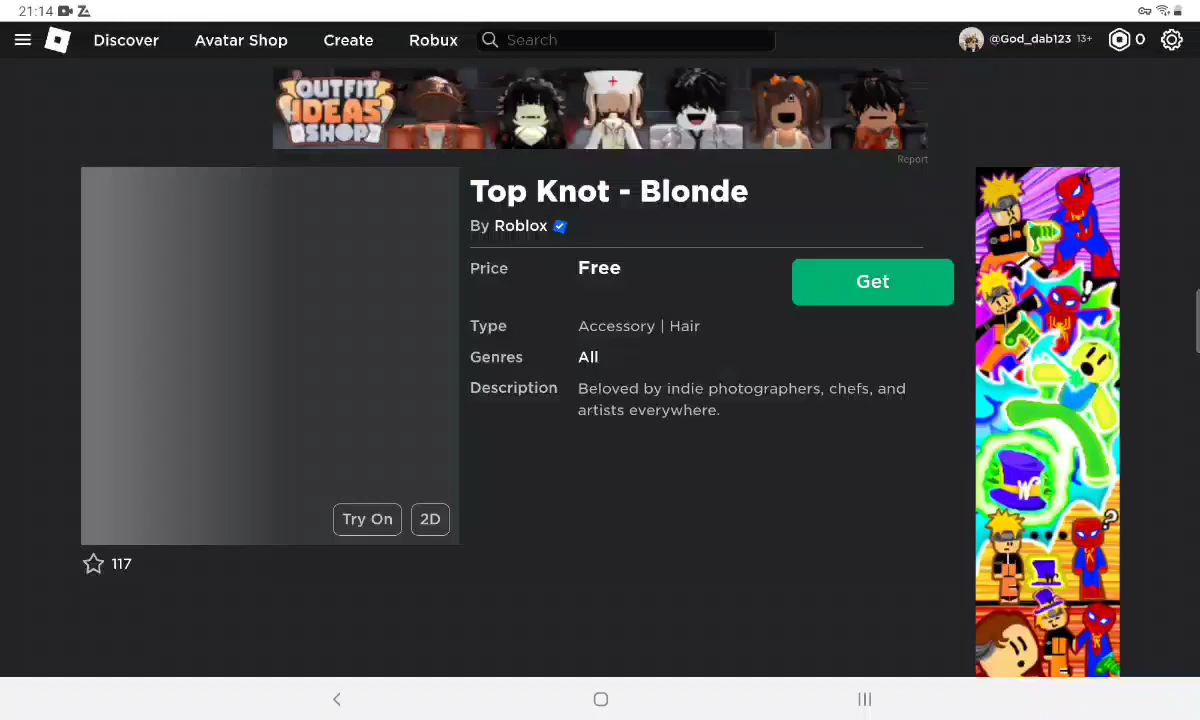 21:14
Discover Avatar Shop Create Robux Search @God_dab123 13+ 0
OUTFIT
IDEAS
SHOP
Report
Top Knot - Blonde
By Roblox
Price Free Get
Type Accessory | Hair
Genres All
Description Beloved by indie photographers, chefs, and
artists everywhere.
Try On 2D
117